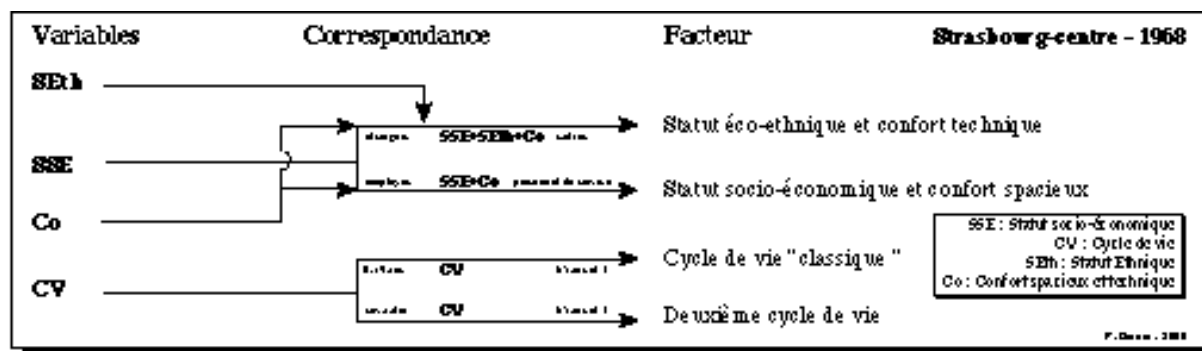 Variables Correspondance Facteur Strasbourg-centre - 1968
SEth
SSE+SEth+Co
Statut éco-ethnique et confort technique
SSE
SSE+Co
Statut socio-économique et confort spacieux
Co
SSE : Statut socio-économique
CV : Cycle de vie
SEth : Statut Ethnique
Co : Confort spacieux et technique
CV
Cycle de vie "classique "
CV
CV
Deuxième cycle de vie